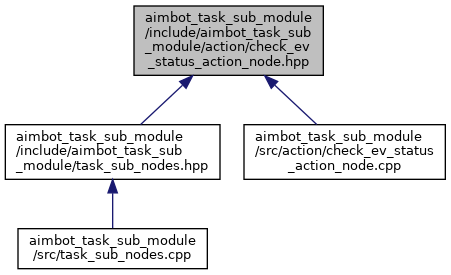 aimbot_task_sub_module
/include/aimbot_task_sub
_module/action/check_ev
_status_action_node.hpp
aimbot_task_sub_module
/include/aimbot_task_sub
_module/task_sub_nodes.hpp
aimbot_task_sub_module
/src/action/check_ev_status
_action_node.cpp
aimbot_task_sub_module
/src/task_sub_nodes.cpp